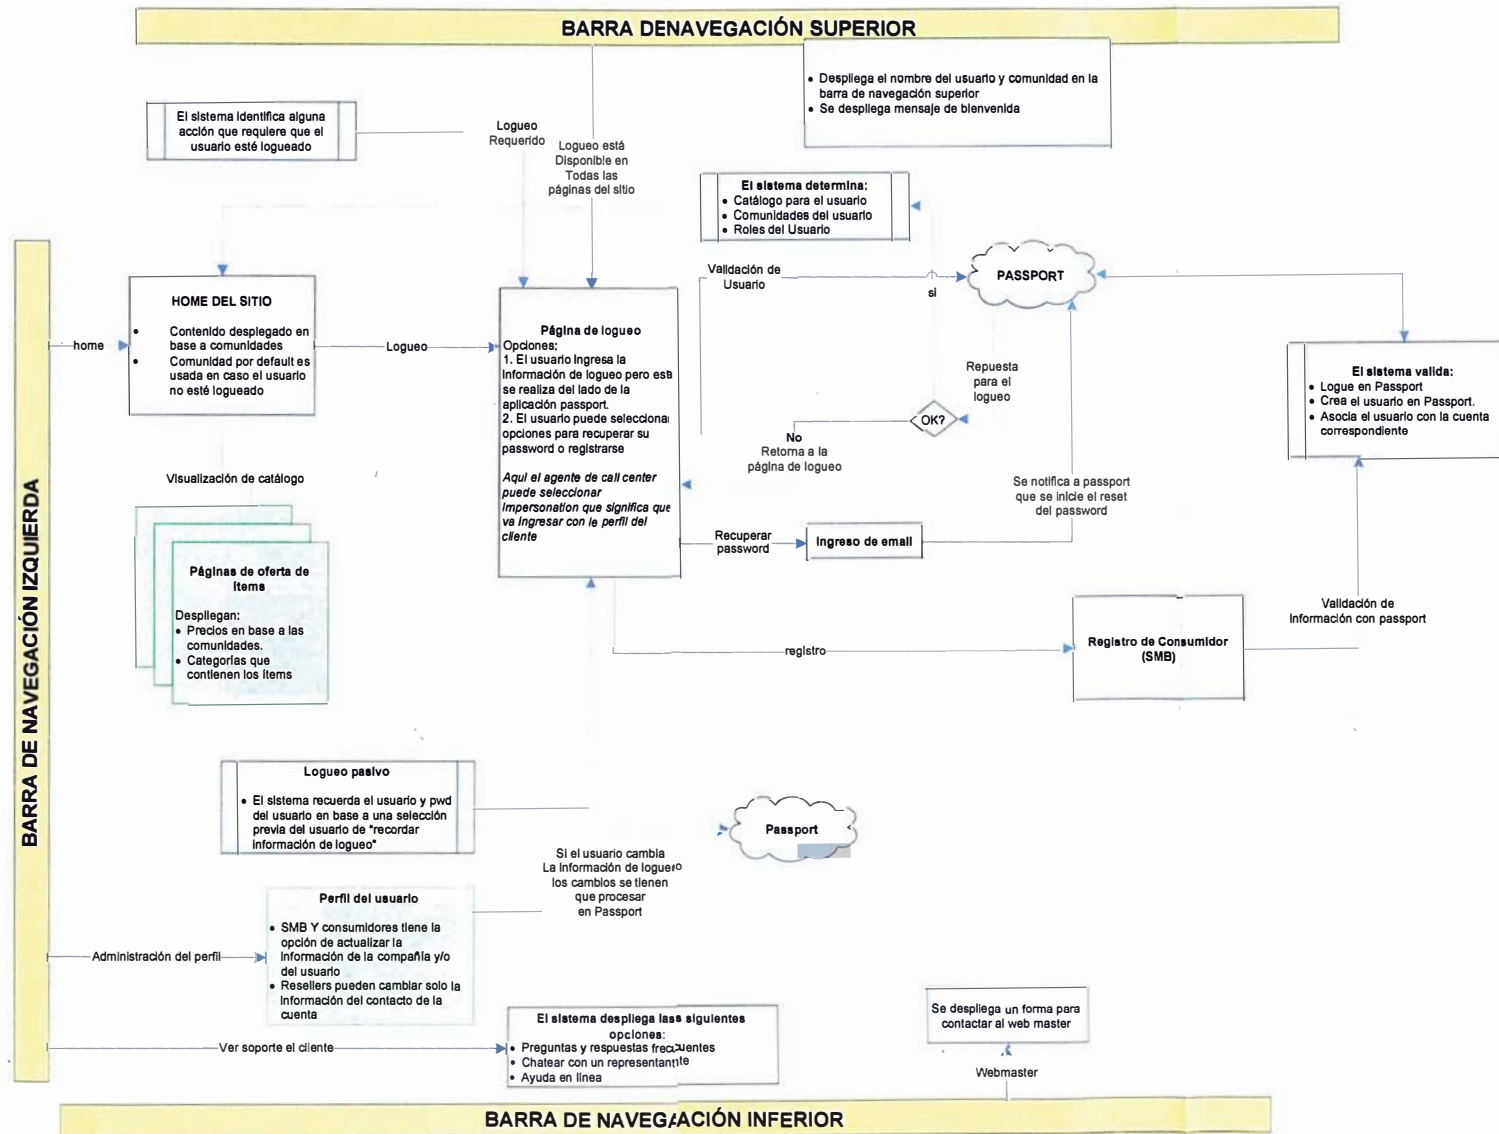 BARRA DENAVEGACIÓN SUPERIOR
• Despliega el nombre del usuario y comunidad en la
barra de navegación superior
• Se despliega mensaje de bienvenida
El sistema identifica alguna
acción que requiere que el
usuario esté logueado
Logueo
Requerido
Logueo está
Disponible en
Todas las
páginas del sitio
El sistema determina:
• Catálogo para el usuario
• Comunidades del usuario
• Roles del Usuario
Validación de
Usuario
PASSPORT
si
HOME DEL SITIO
• Contenido desplegado en
base a comunidades
• Comunidad por default es
usada en caso el usuario
no esté logueado
home
Logueo
Página de logueo
Opciones:
1. El usuario Ingresa la
Información de logueo pero esta
se realiza del lado de la
aplicación passport.
2. El usuario puede seleccionar
opciones para recuperar su
password o registrarse
Aquí el agente de call center
puede seleccionar
impersonation que significa que
va ingresar con le perfil del
cliente
Repuesta
para el
logueo
OK?
No
Retorna a la
página de logueo
El sistema valida:
• Logue en Passport
• Crea el usuario en Passport.
• Asocia el usuario con la cuenta
correspondiente
Visualización de catálogo
Se notifica a passport
que se inicie el reset
del password
Recuperar
password
Ingreso de email
Páginas de oferta de
ítems
Despliegan:
• Precios en base a las
comunidades.
• Categorías que
contienen los ítems
BARRA DE NAVEGACIÓN IZQUIERDA
Validación de
Información con passport
registro
Registro de Consumidor
(SMB)
Logueo pasivo
• El sistema recuerda el usuario y pwd
del usuario en base a una selección
previa del usuario de "recordar
información de logueo"
Passport
Si el usuario cambia
La Información de logueo
los cambios se tienen
que procesar
en Passport
Perfil del usuario
• SMB Y consumidores tiene la
opción de actualizar la
Información de la compañía y/o
del usuario
• Resellers pueden cambiar solo la
Información del contacto de la
cuenta
Administración del perfil
Ver soporte el cliente
El sistema despliega lass siguientes
opciones:
• Preguntas y respuestas frecuentes
• Chatear con un representante
• Ayuda en línea
Se despliega un forma para
contactar al web master
Webmaster
BARRA DE NAVEGACIÓN INFERIOR